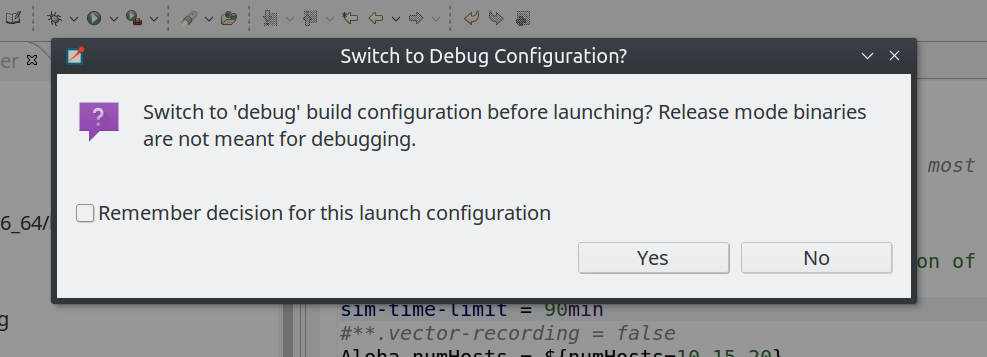 Switch to Debug Configuration?
er
Switch to 'debug' build configuration before launching? Release mode binaries
are not meant for debugging.
most
6_64/
Remember decision for this launch configuration
Yes No
on of
sim-time-limit = 90min
g
#**.vector-recording = false
Aloha.numHosts = ${numHosts=10,15,20}